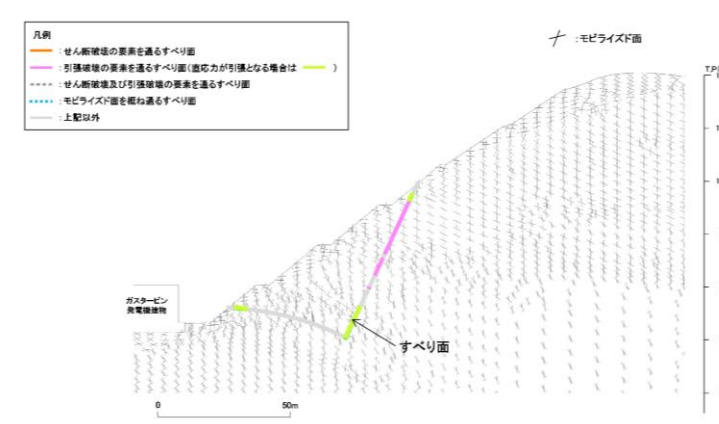 凡例
：せん断破壊の要素を通るすべり面
：引張破壊の要素を通るすべり面(直応力が引張となる場合は ）
：せん断破壊及び引張破壊の要素を通るすべり面
：モビライズド面を概ね通るすべり面
：上記以外
：モビライズド面
T.P
ガスタービン
発電機建物
すべり面
0 50m